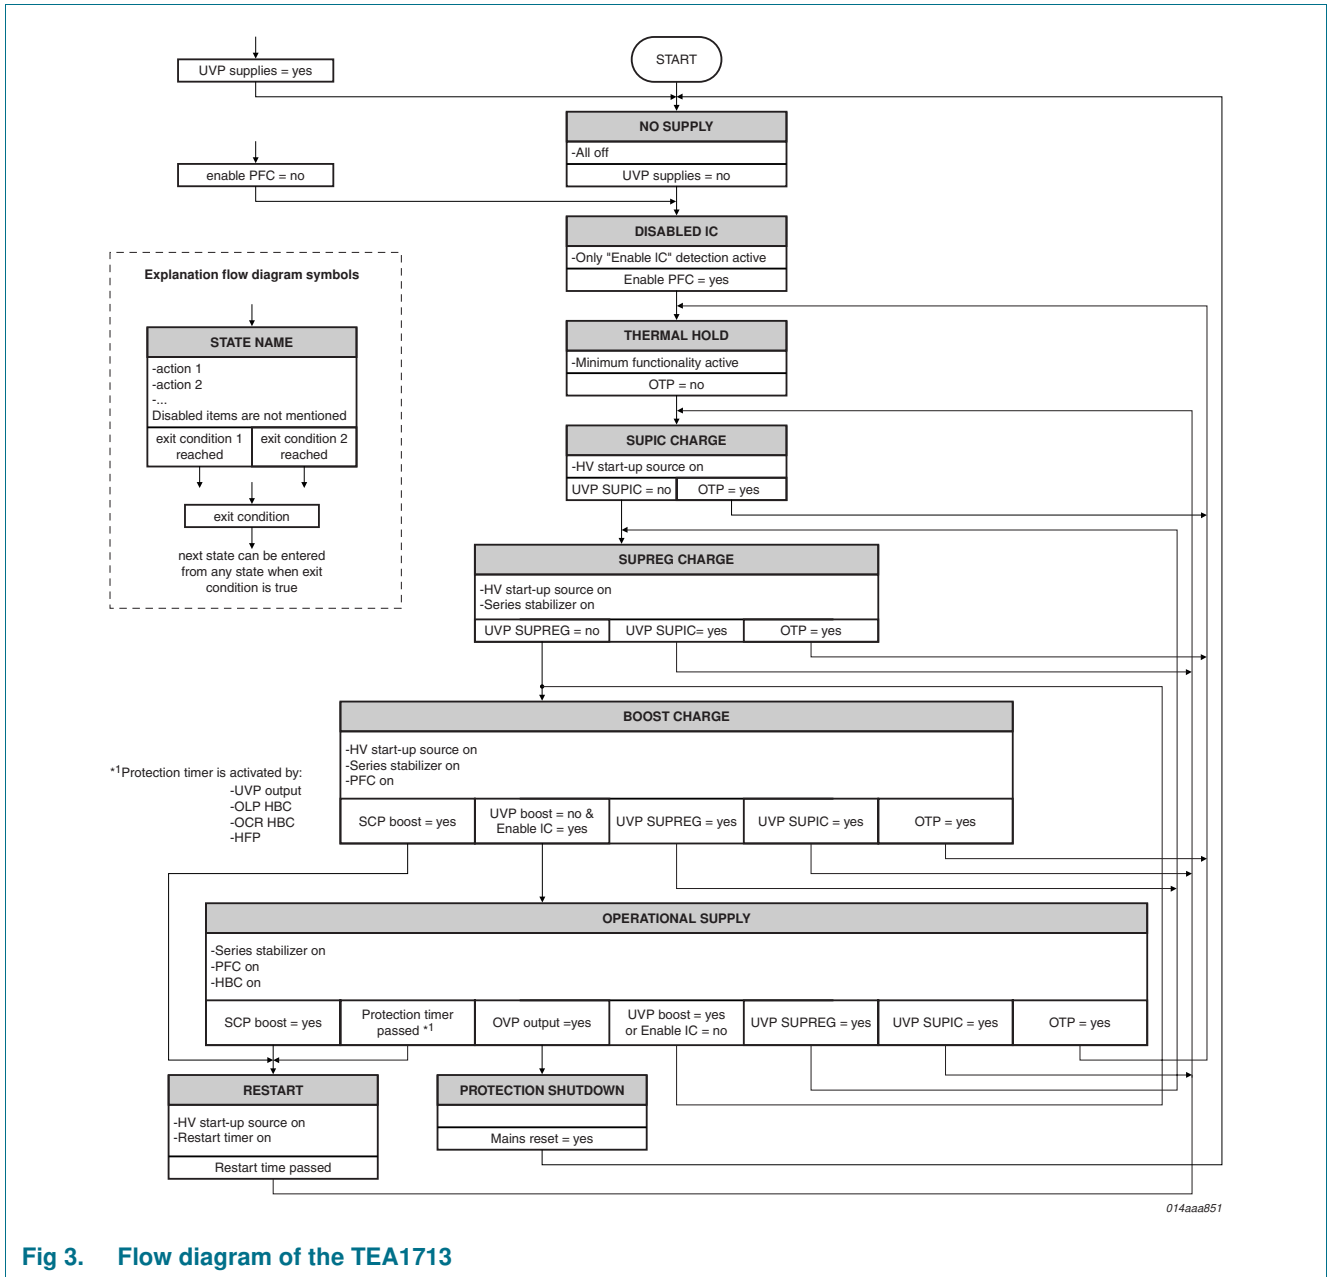 START
UVP supplies = yes
NO SUPPLY
-All off
UVP supplies = no
enable PFC = no
DISABLED IC
-Only "Enable IC" detection active
Enable PFC = yes
Explanation flow diagram symbols
STATE NAME
-action 1
-action 2
-...
Disabled items are not mentioned
exit condition 1
reached
exit condition 2
reached
exit condition
next state can be entered
from any state when exit
condition is true
THERMAL HOLD
-Minimum functionality active
OTP = no
SUPIC CHARGE
-HV start-up source on
UVP SUPIC = no
OTP = yes
SUPREG CHARGE
-HV start-up source on
-Series stabilizer on
UVP SUPREG = no
UVP SUPIC= yes
OTP = yes
BOOST CHARGE
-HV start-up source on
-Series stabilizer on
-PFC on
SCP boost = yes
UVP boost = no &
Enable IC = yes
UVP SUPREG = yes
UVP SUPIC = yes
OTP = yes
*1Protection timer is activated by:
-UVP output
-OLP HBC
-OCR HBC
-HFP
OPERATIONAL SUPPLY
-Series stabilizer on
-PFC on
-HBC on
SCP boost = yes
Protection timer
passed *1
OVP output =yes
UVP boost = yes
or Enable IC = no
UVP SUPREG = yes
UVP SUPIC = yes
OTP = yes
RESTART
-HV start-up source on
-Restart timer on
Restart time passed
PROTECTION SHUTDOWN
Mains reset = yes
014aaa851
Fig 3. Flow diagram of the TEA1713